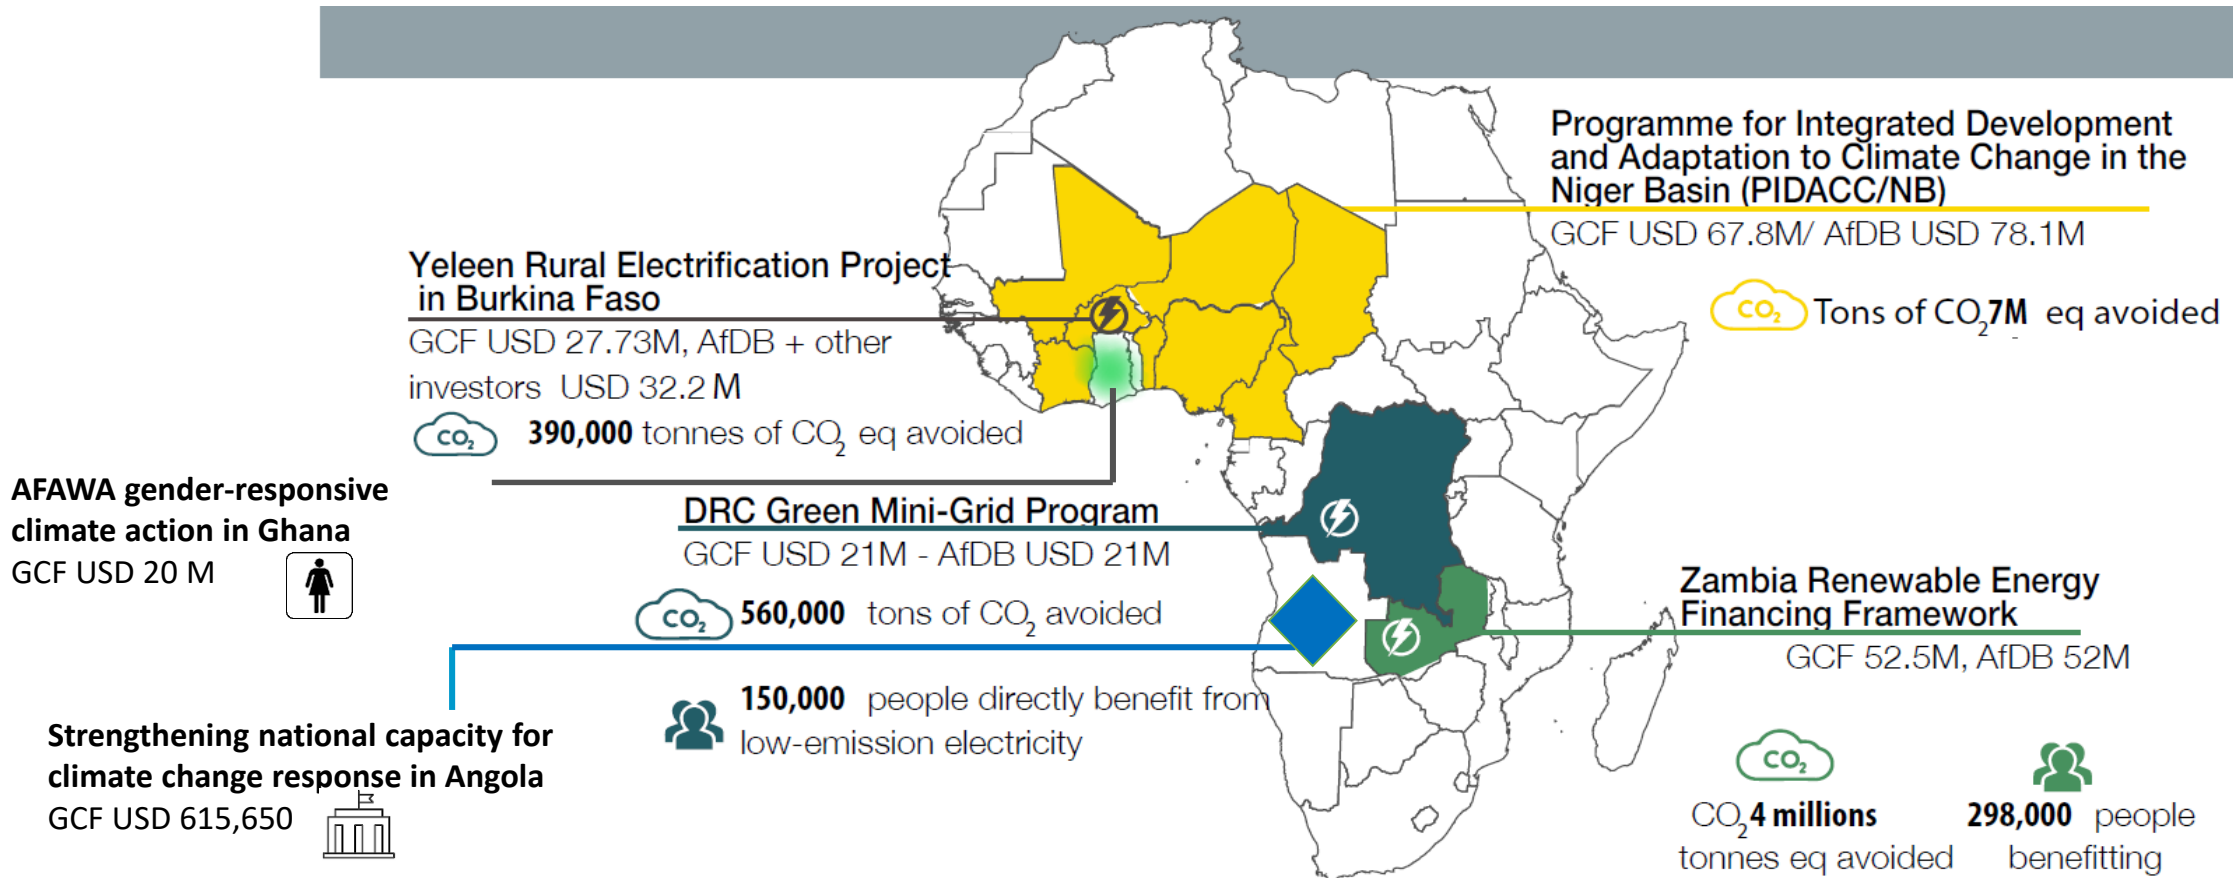 Programme for Integrated Development
and Adaptation to Climate Change in the
Niger Basin (PIDACC/NB)
GCF USD 67.8M/ AfDB USD 78.1M
CO₂ Tons of CO₂7M eq avoided
Yeleen Rural Electrification Project
in Burkina Faso
GCF USD 27.73M, AfDB + other
investors USD 32.2 M
CO₂ 390,000 tonnes of CO₂ eq avoided
AFAWA gender-responsive
climate action in Ghana
GCF USD 20 M
DRC Green Mini-Grid Program
GCF USD 21M - AfDB USD 21M
CO₂ 560,000 tons of CO₂ avoided
150,000 people directly benefit from
low-emission electricity
Strengthening national capacity for
climate change response in Angola
GCF USD 615,650
Zambia Renewable Energy
Financing Framework
GCF 52.5M, AfDB 52M
CO₂
CO₂4 millions
tonnes eq avoided
298,000 people
benefitting